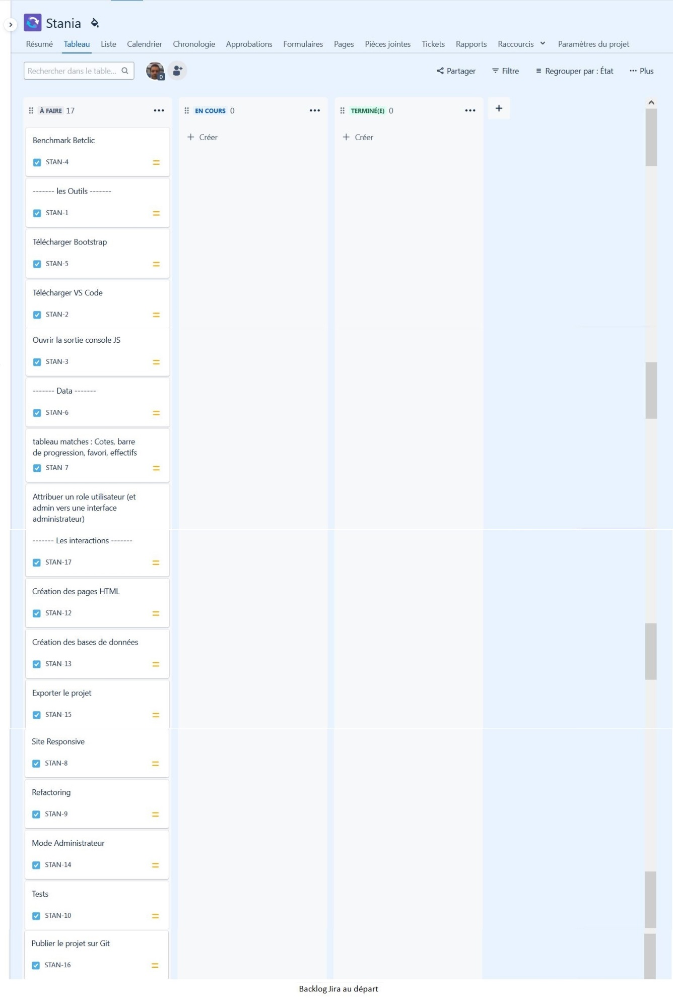 Stania
Résumé Tableau Liste Calendrier Chronologie Approbations Formulaires Pages Pièces jointes Tickets Rapports Raccourcis Paramètres du projet
Rechercher dans le table... D Partager Filtre Regrouper par : État Plus
À FAIRE 17 EN COURS 0 TERMINÉ(E) 0
Créer Créer
Benchmark Betclic
STAN-4
------- les Outils -------
STAN-1
Télécharger Bootstrap
STAN-5
Télécharger VS Code
STAN-2
Ouvrir la sortie console JS
STAN-3
------- Data -------
STAN-6
tableau matches : Cotes, barre
de progression, favori, effectifs
STAN-7
Attribuer un role utilisateur (et
admin vers une interface
administrateur)
------- Les interactions -------
STAN-17
Création des pages HTML
STAN-12
Création des bases de données
STAN-13
Exporter le projet
STAN-15
Site Responsive
STAN-8
Refactoring
STAN-9
Mode Administrateur
STAN-14
Tests
STAN-10
Publier le projet sur Git
STAN-16
Backlog Jira au départ